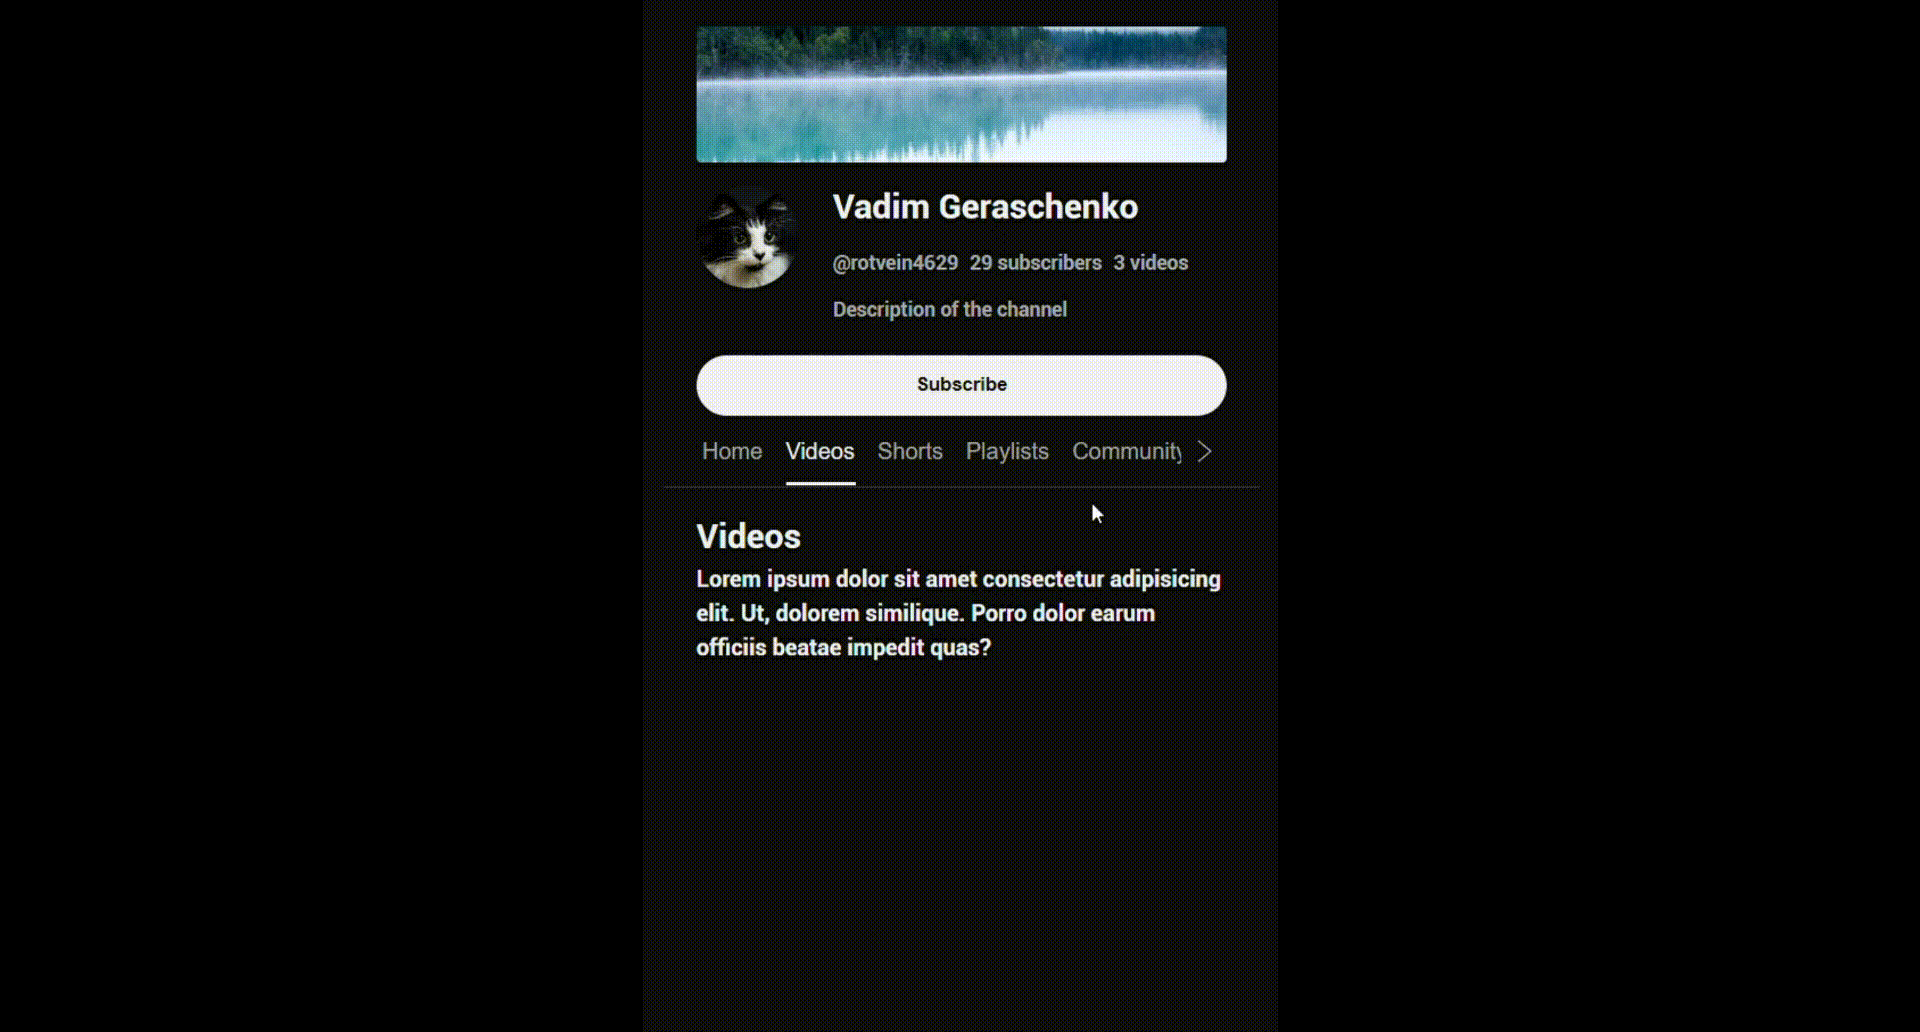 Vadim Geraschenko
@rotvein4629 29 subscribers 3 videos
Description of the channel
Subscribe
Home Videos Shorts Playlists Community
Videos
Lorem ipsum dolor sit amet consectetur adipisicing
elit. Ut, dolorem similique. Porro dolor earum
officiis beatae impedit quas?